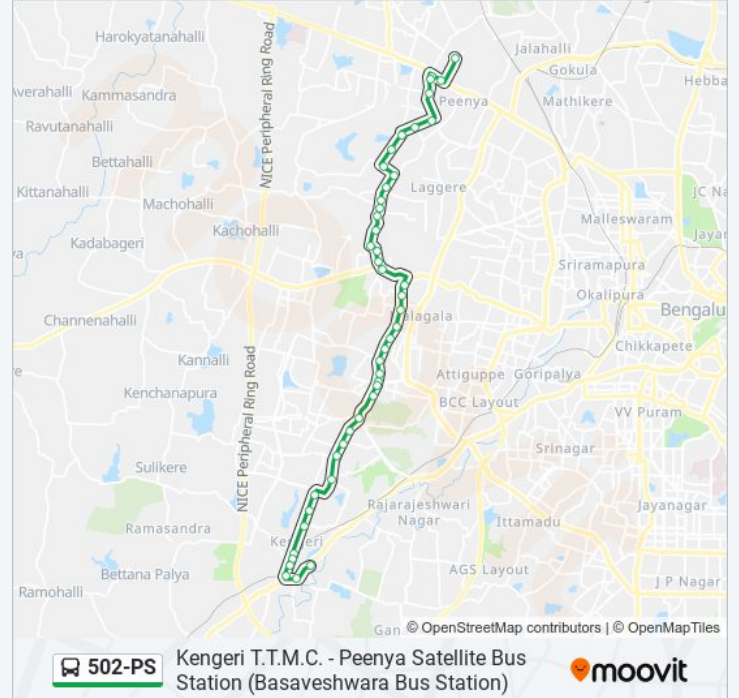 Harokyatanahalli
Jalahalli
Gokula
Hebba
Averahalli
Kammasandra
Peenya
Mathikere
Ravutanahalli
NICE Peripheral Ring Road
Bettahalli
Kittanahalli
Laggere
JC Na
Machohalli
Malleswaram
Kachohalli
Jayar
Kadabageri
Sriramapura
Okalipura
Channenahalli
Bengalu
Chikkapete
Kannalli
Attiguppe
Goripalya
NICE Peripheral Ring Road
Kenchanapura
BCC Layout
VV Puram
Srinagar
Sulikere
Rajarajeshwari
Nagar
Jayanagar
Ittamadu
Ramasandra
Bettana Palya
AGS Layout
J P Nagar
Ramohalli
Gan
© OpenStreetMap contributors | © OpenMapTiles
502-PS
Kengeri T.T.M.C. - Peenya Satellite Bus
Station (Basaveshwara Bus Station)
moovit